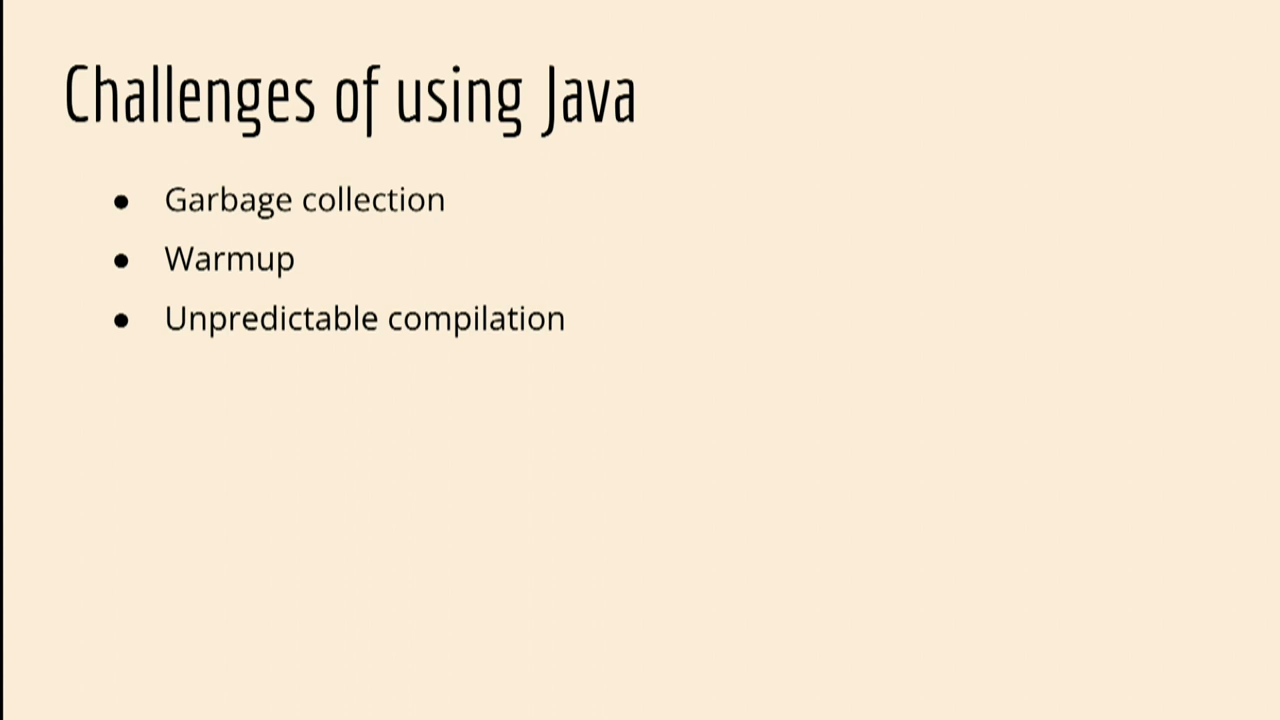 Challenges of using Java
● Garbage collection
● Warmup
● Unpredictable compilation